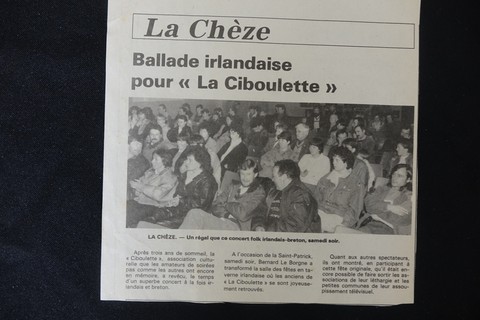 La Chèze
Ballade irlandaise
pour « La Ciboulette »
LA CHÈZE. — Un régal que ce concert folk irlandais-breton, samedi soir.
Après trois ans de sommeil, la
« Ciboulette », association cultu-
relle que les amateurs de soirées
pas comme les autres ont encore
en mémoire, a revécu, le temps
d'un superbe concert à la fois irlan-
dais et breton.
A l'occasion de la Saint-Patrick,
samedi soir, Bernard Le Borgne a
transformé la salle des fêtes en ta-
verne irlandaise où les anciens de
« La Ciboulette » se sont joyeuse-
ment retrouvés.
Quant aux autres spectateurs,
ils ont montré, en participant à
cette fête originale, qu'il était enco-
re possible de faire sortir les as-
sociations de leur léthargie et les
petites communes de leur assou-
pissement télévisuel.